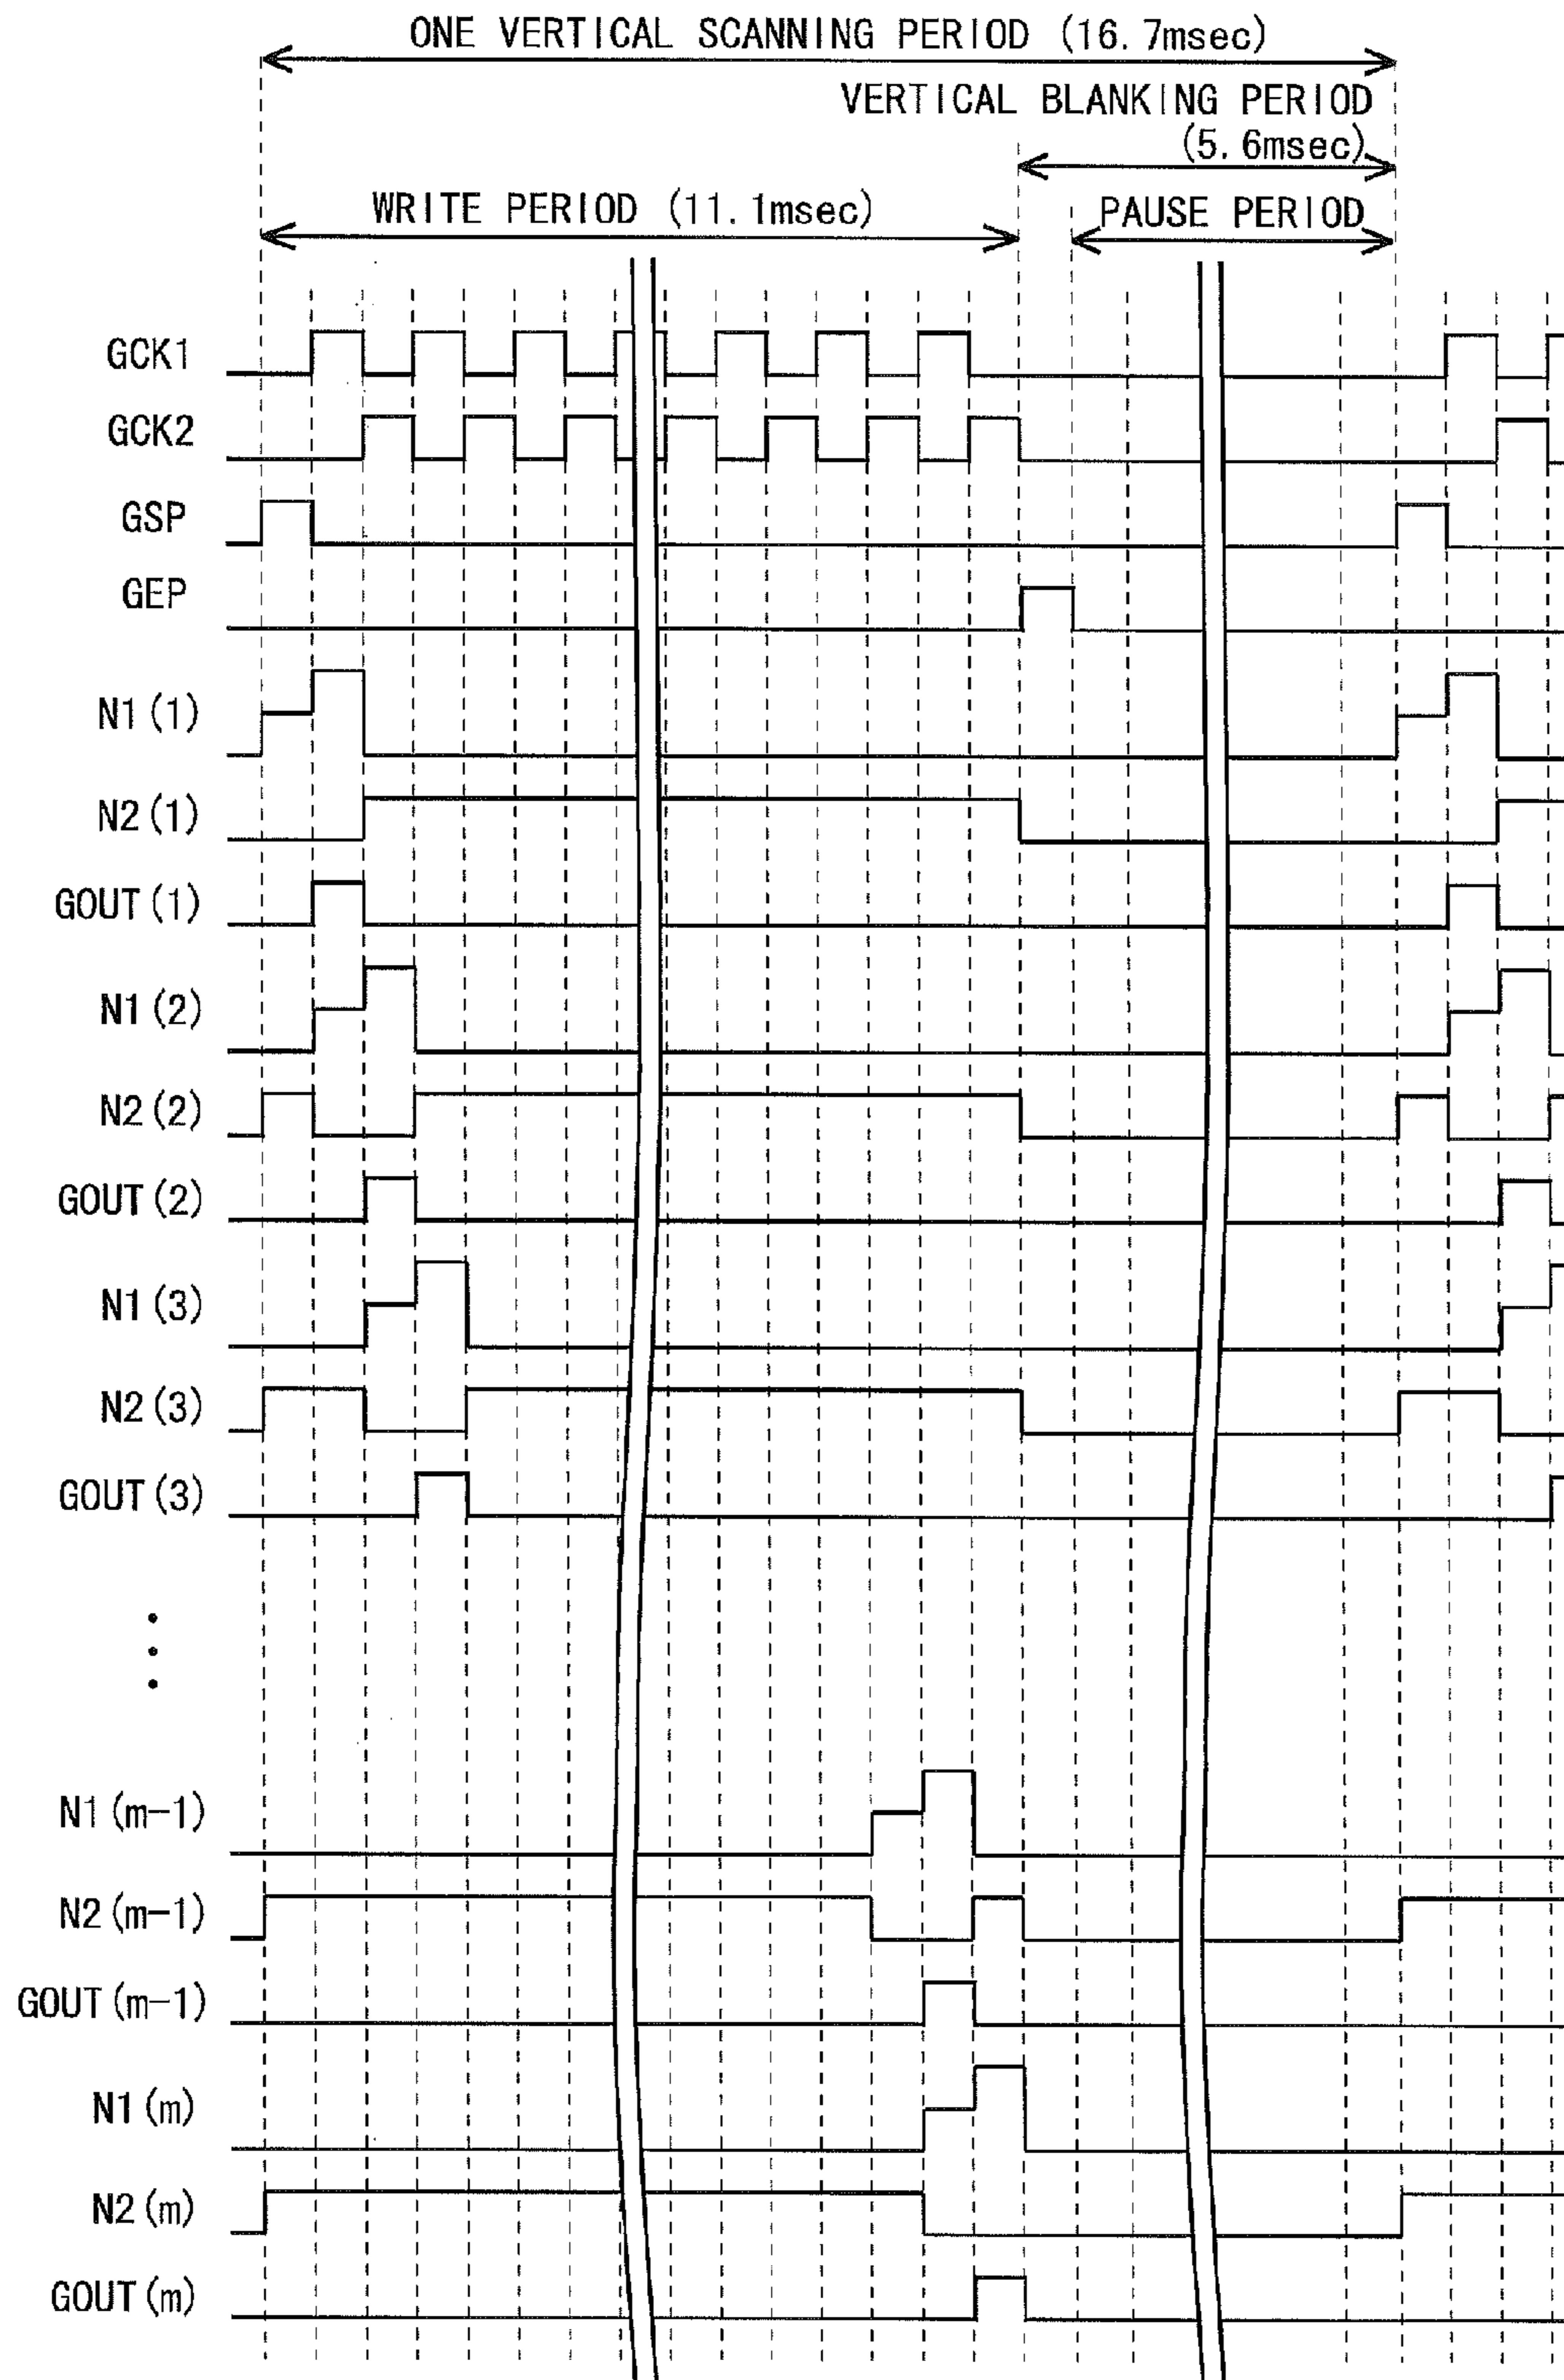 ONE VERTICAL SCANNING PERIOD (16.7msec)
VERTICAL BLANKING PERIOD
(5.6msec)
WRITE PERIOD (11.1msec)
PAUSE PERIOD
GCK1
GCK2
GSP
GEP
N1(1)
N2(1)
GOUT(1)
N1(2)
N2(2)
GOUT(2)
N1(3)
N2(3)
GOUT(3)
N1(m-1)
N2(m-1)
GOUT(m-1)
N1(m)
N2(m)
GOUT(m)